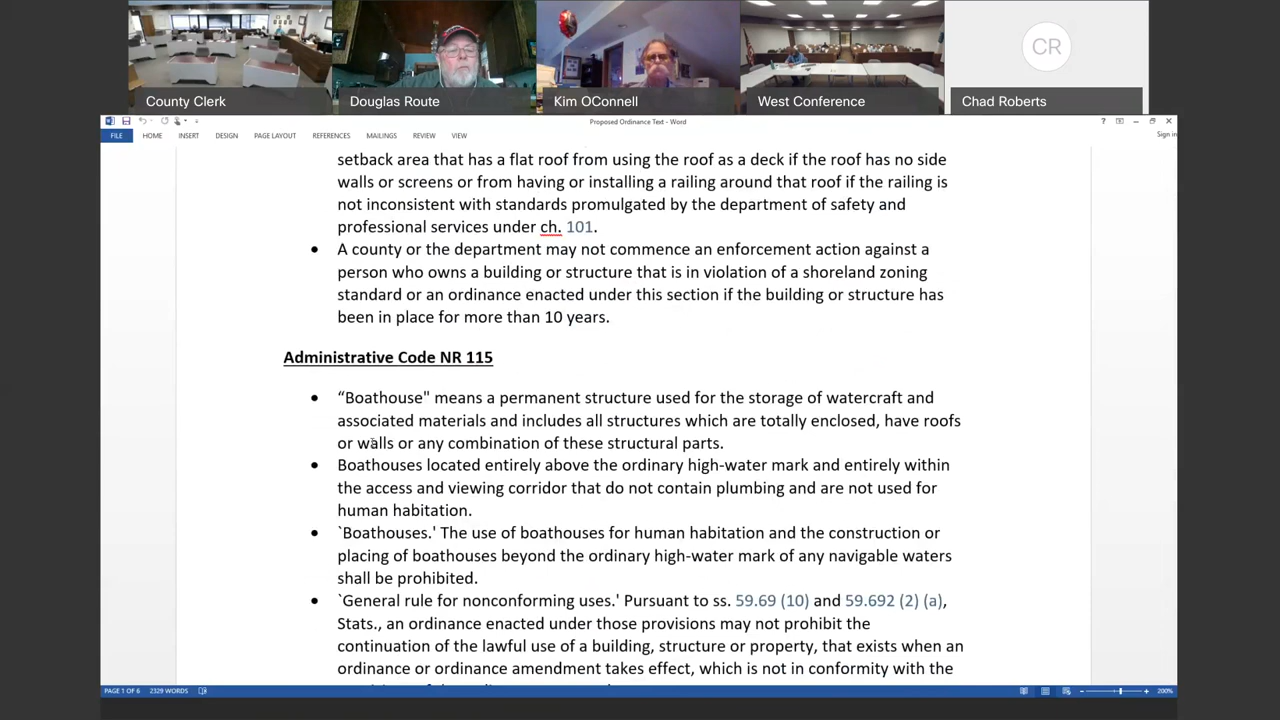 CR
County Clerk
Douglas Route
Kim OConnell
West Conference
Chad Roberts
Proposed Ordinance Text - Word
Sign in
FILE HOME INSERT DESIGN PAGE LAYOUT REFERENCES MAILINGS REVIEW VIEW
setback area that has a flat roof from using the roof as a deck if the roof has no side
walls or screens or from having or installing a railing around that roof if the railing is
not inconsistent with standards promulgated by the department of safety and
professional services under ch. 101.
• A county or the department may not commence an enforcement action against a
person who owns a building or structure that is in violation of a shoreland zoning
standard or an ordinance enacted under this section if the building or structure has
been in place for more than 10 years.
Administrative Code NR 115
• “Boathouse" means a permanent structure used for the storage of watercraft and
associated materials and includes all structures which are totally enclosed, have roofs
or walls or any combination of these structural parts.
• Boathouses located entirely above the ordinary high-water mark and entirely within
the access and viewing corridor that do not contain plumbing and are not used for
human habitation.
• `Boathouses.' The use of boathouses for human habitation and the construction or
placing of boathouses beyond the ordinary high-water mark of any navigable waters
shall be prohibited.
• `General rule for nonconforming uses.' Pursuant to ss. 59.69 (10) and 59.692 (2) (a),
Stats., an ordinance enacted under those provisions may not prohibit the
continuation of the lawful use of a building, structure or property, that exists when an
ordinance or ordinance amendment takes effect, which is not in conformity with the
PAGE 1 OF 6 2329 WORDS 200%